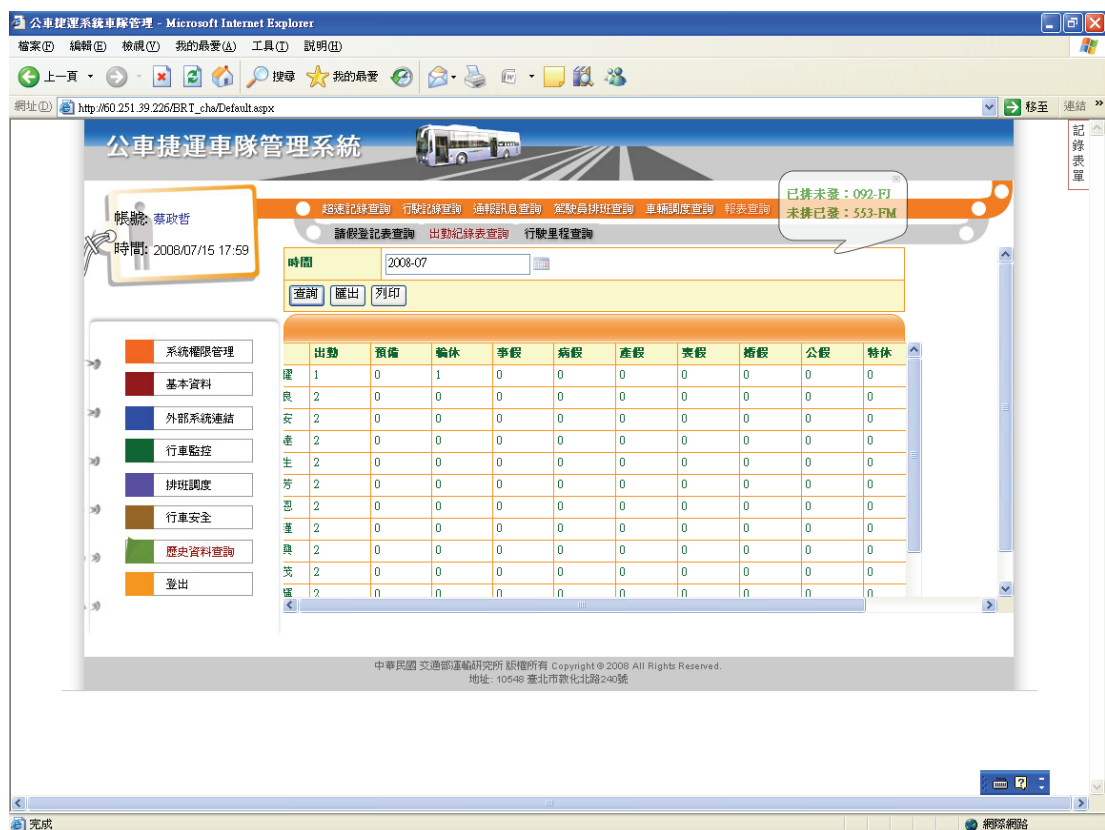 公車捷運系統車隊管理 - Microsoft Internet Explorer
檔案(F) 編輯(E) 檢視(V) 我的最愛(A) 工具(T) 說明(H)
上一頁 搜尋 我的最愛
網址(D) http://60.251.39.226/BRT_cha/Default.aspx 移至 連結 »
公車捷運車隊管理系統
記錄表單
帳號: 蔡政哲
時間: 2008/07/15 17:59
已排未發：092-FJ
未排已發：553-FM
超速記錄查詢 行駛記錄查詢 通報訊息查詢 駕駛員排班查詢 車輛調度查詢 報表查詢
請假登記表查詢 出勤紀錄表查詢 行駛里程查詢
時間 2008-07
查詢 匯出 列印
系統權限管理
基本資料
外部系統連結
行車監控
排班調度
行車安全
歷史資料查詢
登出
出勤 預備 輪休 事假 病假 產假 喪假 婚假 公假 特休
1 0 1 0 0 0 0 0 0 0
良 2 0 0 0 0 0 0 0 0 0
安 2 0 0 0 0 0 0 0 0 0
2 0 0 0 0 0 0 0 0 0
生 2 0 0 0 0 0 0 0 0 0
芳 2 0 0 0 0 0 0 0 0 0
2 0 0 0 0 0 0 0 0 0
2 0 0 0 0 0 0 0 0 0
2 0 0 0 0 0 0 0 0 0
2 0 0 0 0 0 0 0 0 0
2 0 0 0 0 0 0 0 0 0
中華民國 交通部運輸研究所 版權所有 Copyright © 2008 All Rights Reserved.
地址: 10548 臺北市敦化北路240號
完成 網際網路